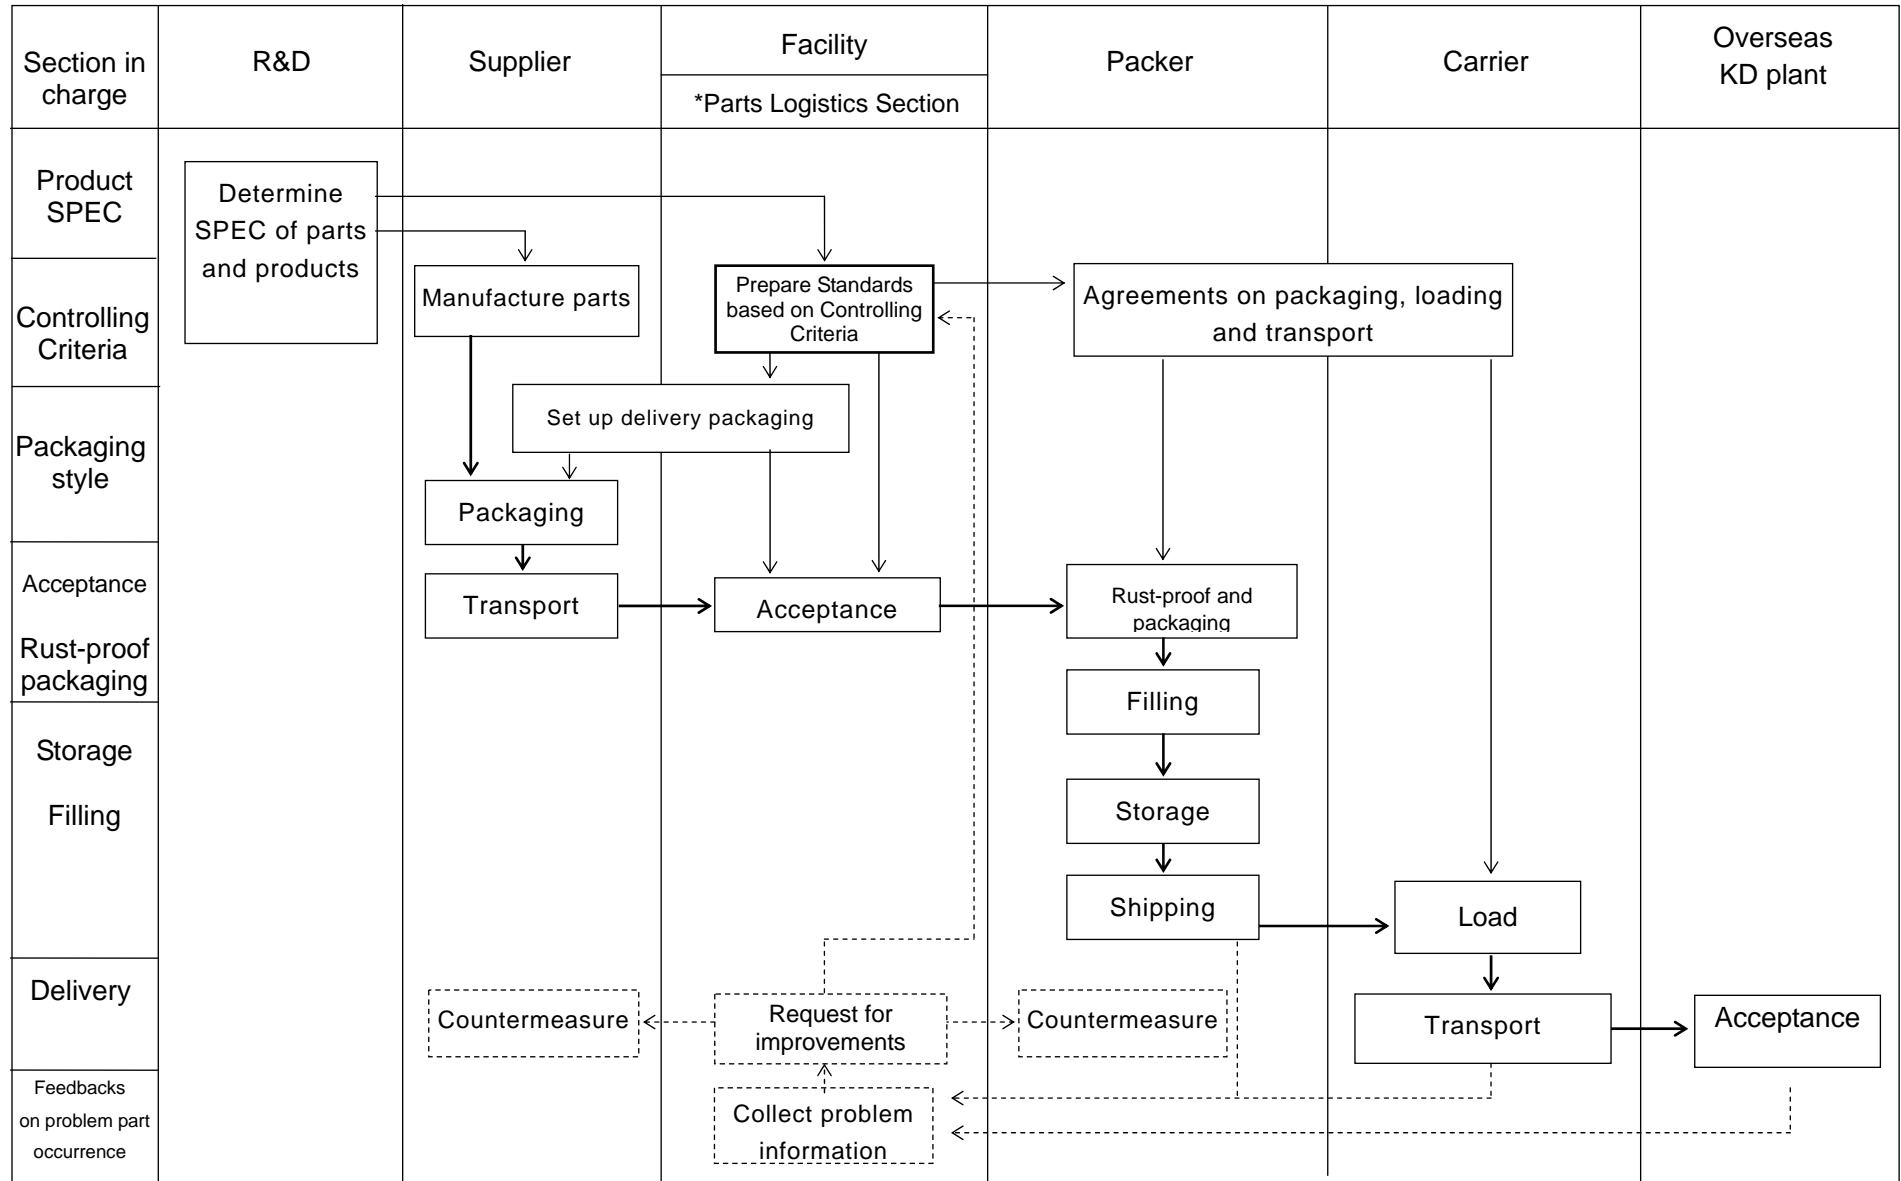 Section in
charge
R&D
Supplier
Facility
*Parts Logistics Section
Packer
Carrier
Overseas
KD plant
Product
SPEC
Determine
SPEC of parts
and products
Controlling
Criteria
Manufacture parts
Prepare Standards
based on Controlling
Criteria
Agreements on packaging, loading
and transport
Packaging
style
Set up delivery packaging
Packaging
Acceptance
Rust-proof
packaging
Transport
Acceptance
Rust-proof and
packaging
Filling
Storage
Filling
Storage
Shipping
Load
Delivery
Countermeasure
Request for
improvements
Countermeasure
Transport
Acceptance
Feedbacks
on problem part
occurrence
Collect problem
information